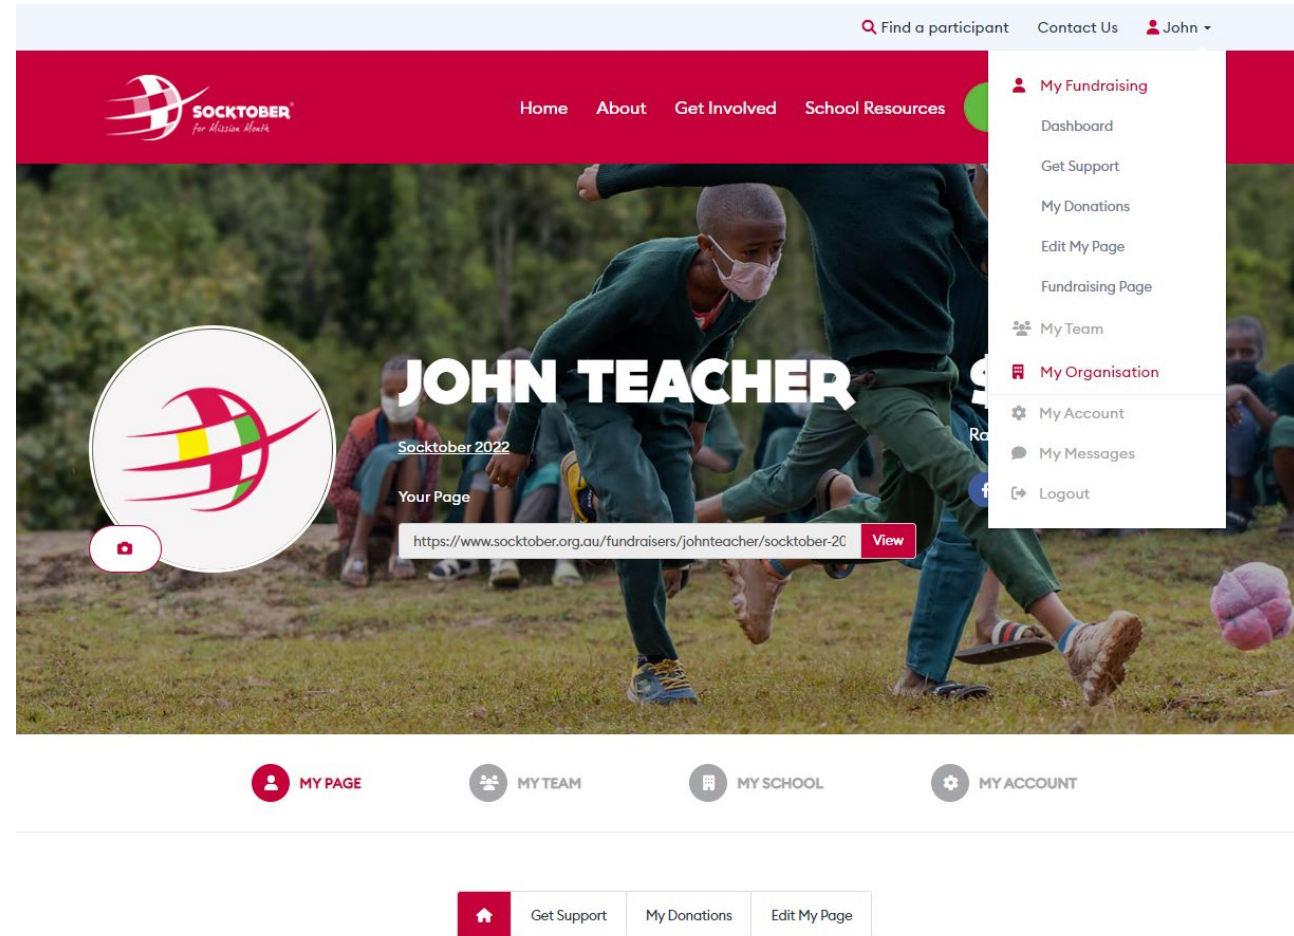 Find a participant
Contact Us
John
SOCKTOBER
for Mission Month
Home
About
Get Involved
School Resources
My Fundraising
Dashboard
Get Support
My Donations
Edit My Page
Fundraising Page
My Team
My Organisation
My Account
My Messages
Logout
JOHN TEACHER
$
Socktober 2022
Your Page
https://www.socktober.org.au/fundraisers/johnteacher/socktober-20
View
MY PAGE
MY TEAM
MY SCHOOL
MY ACCOUNT
Get Support
My Donations
Edit My Page